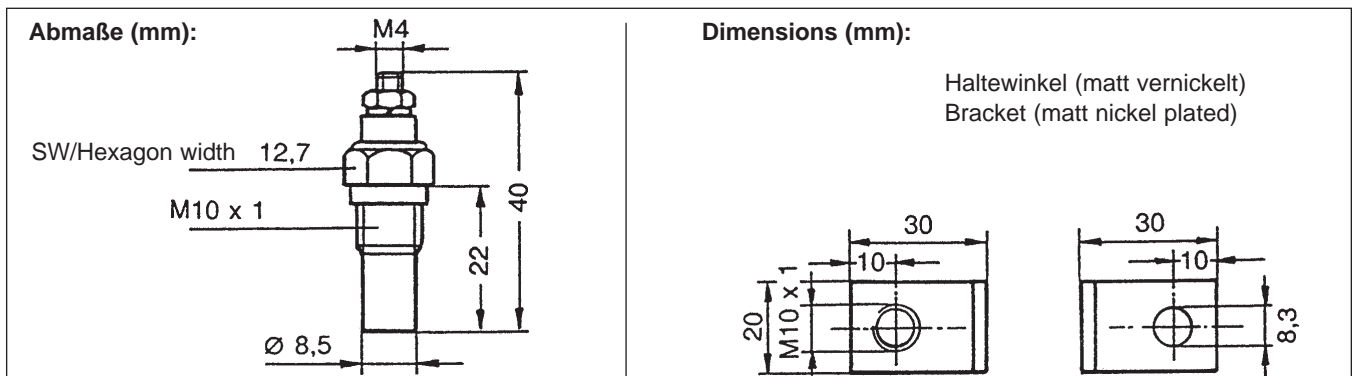 Abmaße (mm):
M4
SW/Hexagon width 12,7
M10 x 1
40
22
Ø 8,5
Dimensions (mm):
Haltewinkel (matt vernickelt)
Bracket (matt nickel plated)
30
10
20
M10 x 1
30
10
8,3